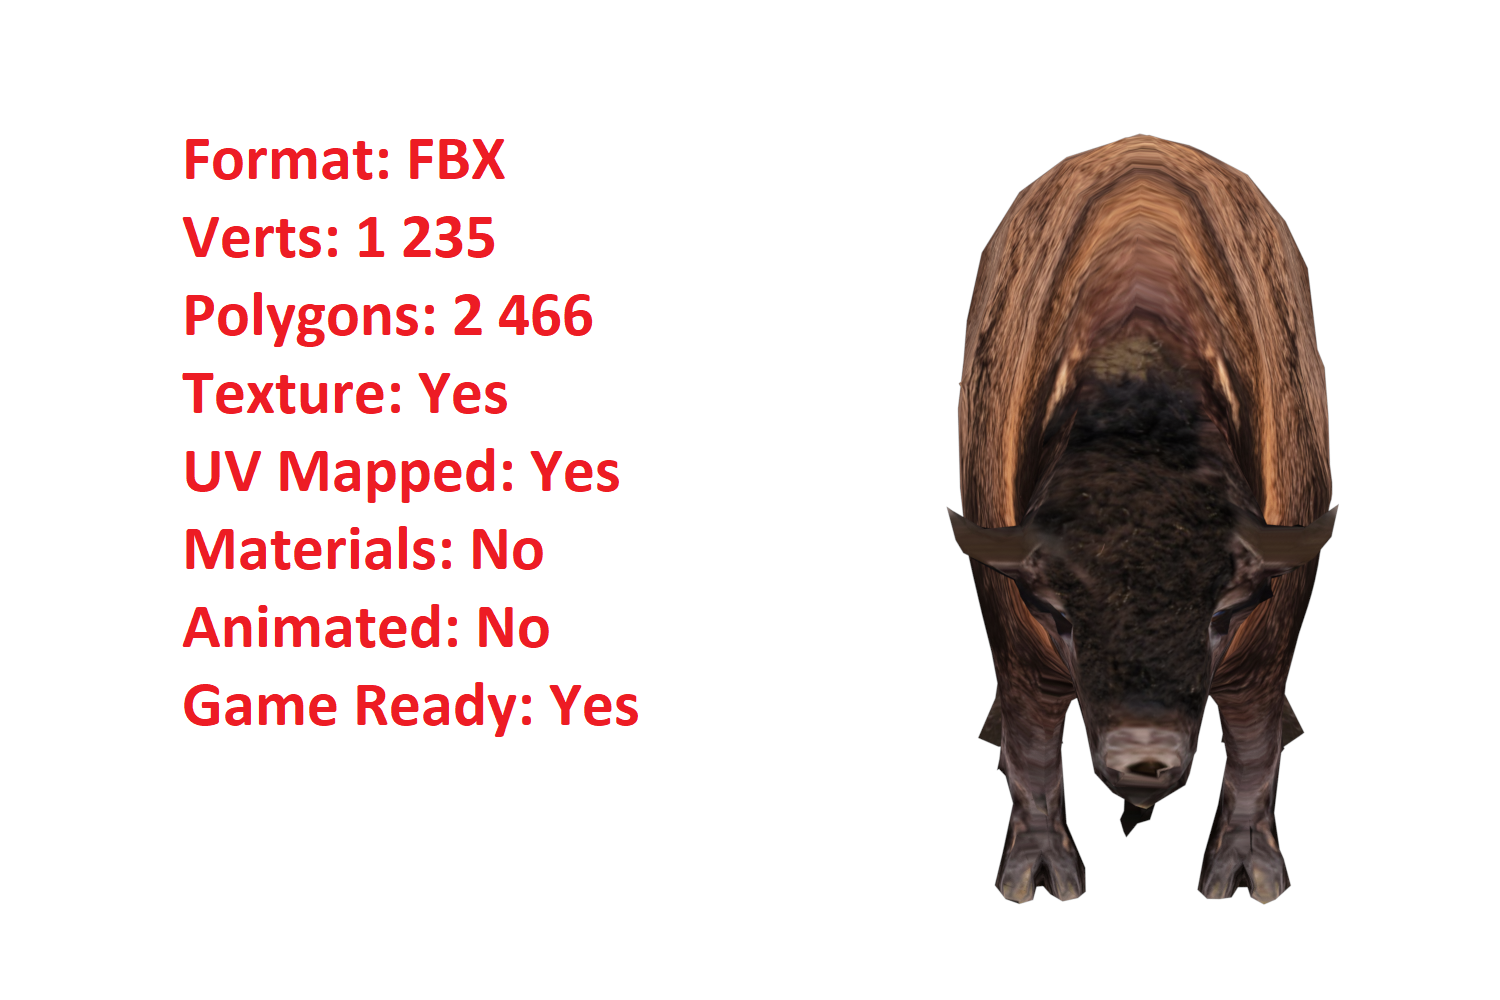 Format: FBX
Verts: 1 235
Polygons: 2 466
Texture: Yes
UV Mapped: Yes
Materials: No
Animated: No
Game Ready: Yes